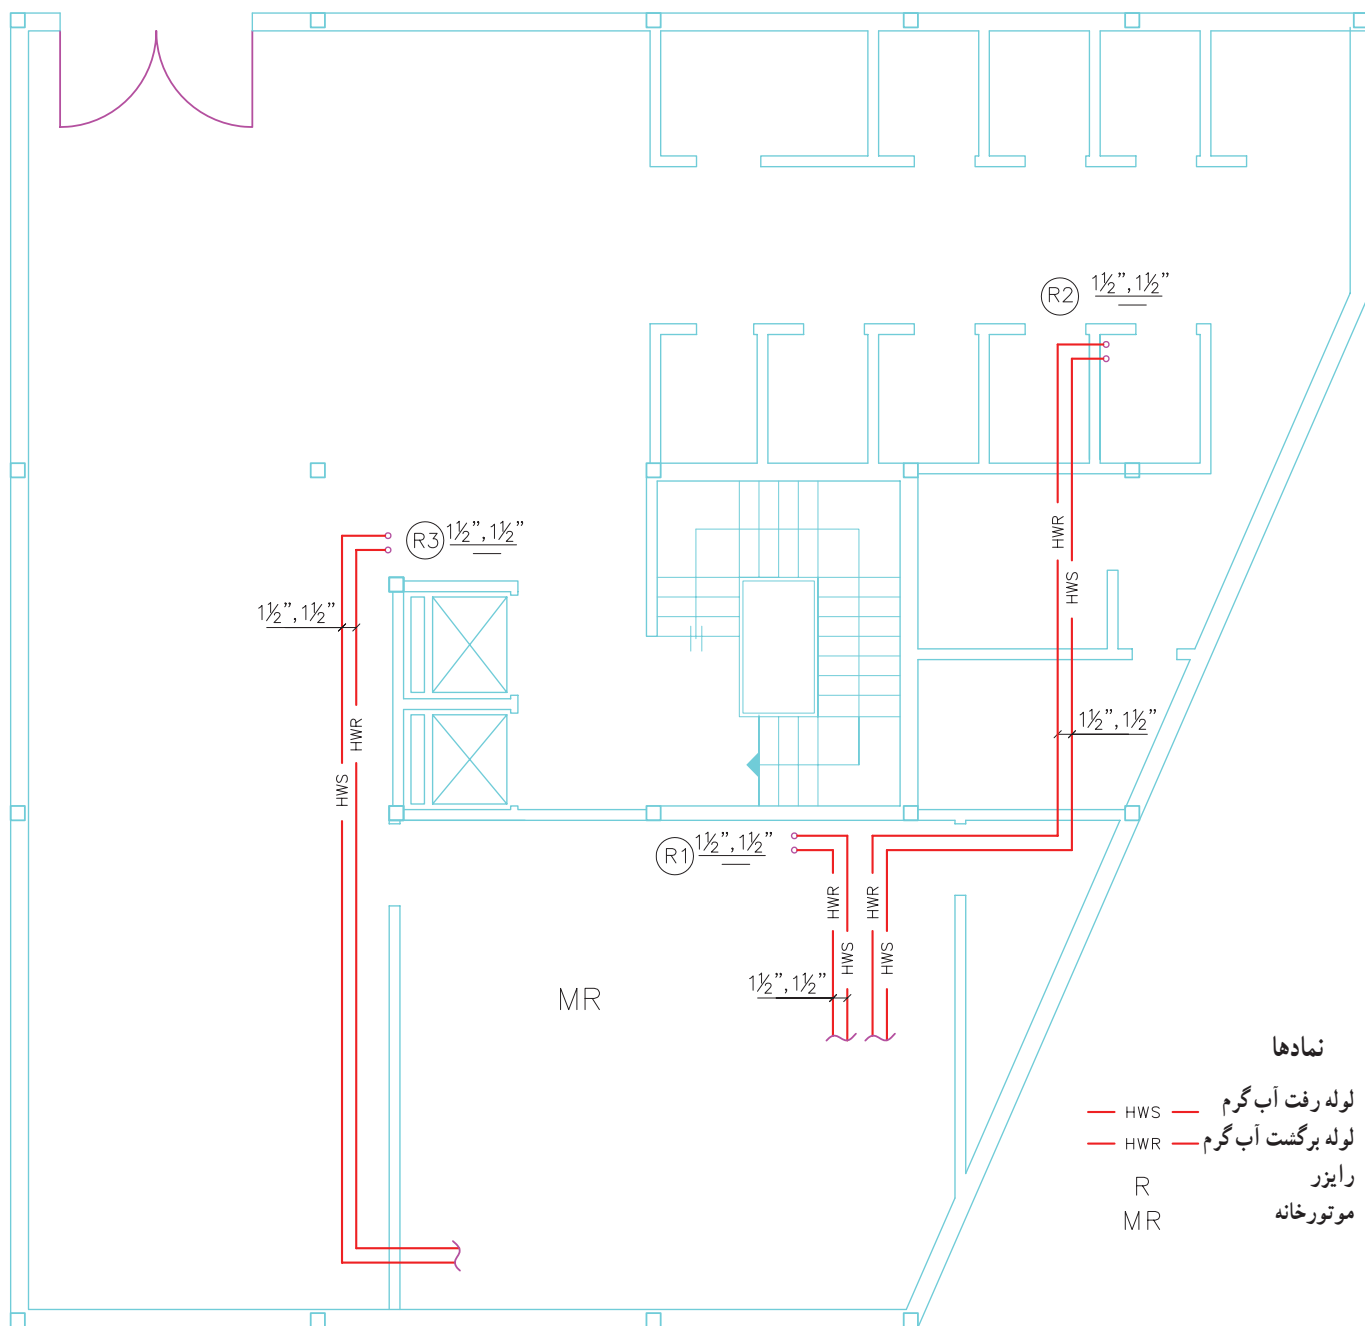 R2 1½”, 1½”
HWR
HWS
R3 1½”, 1½”
1½”, 1½”
HWR
HWS
1½”, 1½”
R1 1½”, 1½”
HWR
HWR
HWS
HWS
1½”, 1½”
MR
نمادها
لوله رفت آب گرم HWS
لوله برگشت آب گرم HWR
رایزر R
موتورخانه MR